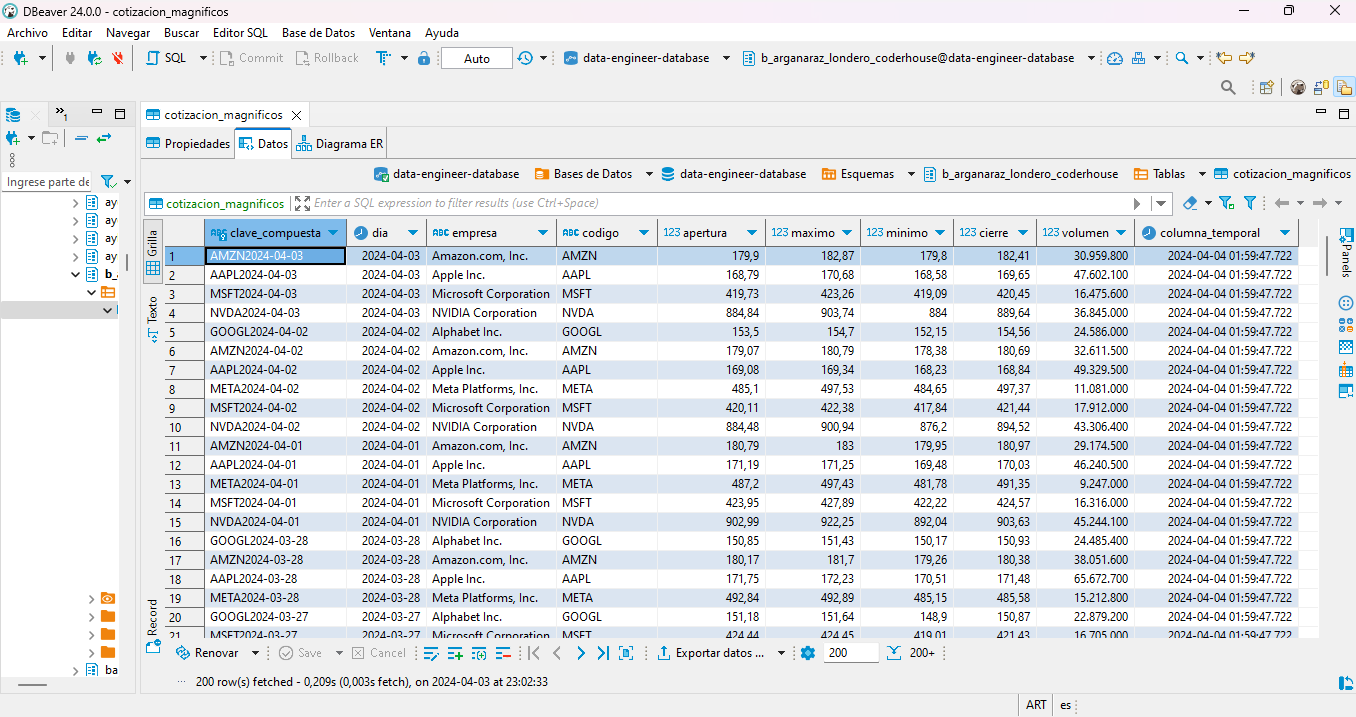 DBeaver 24.0.0 - cotizacion_magnificos
Archivo Editar Navegar Buscar Editor SQL Base de Datos Ventana Ayuda
SQL Commit Rollback Auto data-engineer-database b_arganaraz_londero_coderhouse@data-engineer-database
»1 cotizacion_magnificos
Propiedades Datos Diagrama ER
data-engineer-database Bases de Datos data-engineer-database Esquemas b_arganaraz_londero_coderhouse Tablas cotizacion_magnificos
Ingrese parte de
cotizacion_magnificos Enter a SQL expression to filter results (use Ctrl+Space)
ay
ay
ay
ay
b_
ba
Grilla
Texto
Record
Panels
clave_compuesta dia empresa codigo apertura maximo minimo cierre volumen columna_temporal
1 AMZN2024-04-03 2024-04-03 Amazon.com, Inc. AMZN 179,9 182,87 179,8 182,41 30.959.800 2024-04-04 01:59:47.722
2 AAPL2024-04-03 2024-04-03 Apple Inc. AAPL 168,79 170,68 168,58 169,65 47.602.100 2024-04-04 01:59:47.722
3 MSFT2024-04-03 2024-04-03 Microsoft Corporation MSFT 419,73 423,26 419,09 420,45 16.475.600 2024-04-04 01:59:47.722
4 NVDA2024-04-03 2024-04-03 NVIDIA Corporation NVDA 884,84 903,74 884 889,64 36.845.000 2024-04-04 01:59:47.722
5 GOOGL2024-04-02 2024-04-02 Alphabet Inc. GOOGL 153,5 154,7 152,15 154,56 24.586.000 2024-04-04 01:59:47.722
6 AMZN2024-04-02 2024-04-02 Amazon.com, Inc. AMZN 179,07 180,79 178,38 180,69 32.611.500 2024-04-04 01:59:47.722
7 AAPL2024-04-02 2024-04-02 Apple Inc. AAPL 169,08 169,34 168,23 168,84 49.329.500 2024-04-04 01:59:47.722
8 META2024-04-02 2024-04-02 Meta Platforms, Inc. META 485,1 497,53 484,65 497,37 11.081.000 2024-04-04 01:59:47.722
9 MSFT2024-04-02 2024-04-02 Microsoft Corporation MSFT 420,11 422,38 417,84 421,44 17.912.000 2024-04-04 01:59:47.722
10 NVDA2024-04-02 2024-04-02 NVIDIA Corporation NVDA 884,48 900,94 876,2 894,52 43.306.400 2024-04-04 01:59:47.722
11 AMZN2024-04-01 2024-04-01 Amazon.com, Inc. AMZN 180,79 183 179,95 180,97 29.174.500 2024-04-04 01:59:47.722
12 AAPL2024-04-01 2024-04-01 Apple Inc. AAPL 171,19 171,25 169,48 170,03 46.240.500 2024-04-04 01:59:47.722
13 META2024-04-01 2024-04-01 Meta Platforms, Inc. META 487,2 497,43 481,78 491,35 9.247.000 2024-04-04 01:59:47.722
14 MSFT2024-04-01 2024-04-01 Microsoft Corporation MSFT 423,95 427,89 422,22 424,57 16.316.000 2024-04-04 01:59:47.722
15 NVDA2024-04-01 2024-04-01 NVIDIA Corporation NVDA 902,99 922,25 892,04 903,63 45.244.100 2024-04-04 01:59:47.722
16 GOOGL2024-03-28 2024-03-28 Alphabet Inc. GOOGL 150,85 151,43 150,17 150,93 24.485.400 2024-04-04 01:59:47.722
17 AMZN2024-03-28 2024-03-28 Amazon.com, Inc. AMZN 180,17 181,7 179,26 180,38 38.051.600 2024-04-04 01:59:47.722
18 AAPL2024-03-28 2024-03-28 Apple Inc. AAPL 171,75 172,23 170,51 171,48 65.672.700 2024-04-04 01:59:47.722
19 META2024-03-28 2024-03-28 Meta Platforms, Inc. META 492,84 492,89 485,15 485,58 15.212.800 2024-04-04 01:59:47.722
20 GOOGL2024-03-27 2024-03-27 Alphabet Inc. GOOGL 151,18 151,64 148,9 150,87 22.879.200 2024-04-04 01:59:47.722
21 MSFT2024-03-27 2024-03-27 Microsoft Corporation MSFT 424,44 424,45 419,01 421,43 16.705.000 2024-04-04 01:59:47.722
Renovar Save Cancel Exportar datos ... 200 200+
200 row(s) fetched - 0,209s (0,003s fetch), on 2024-04-03 at 23:02:33
ART es